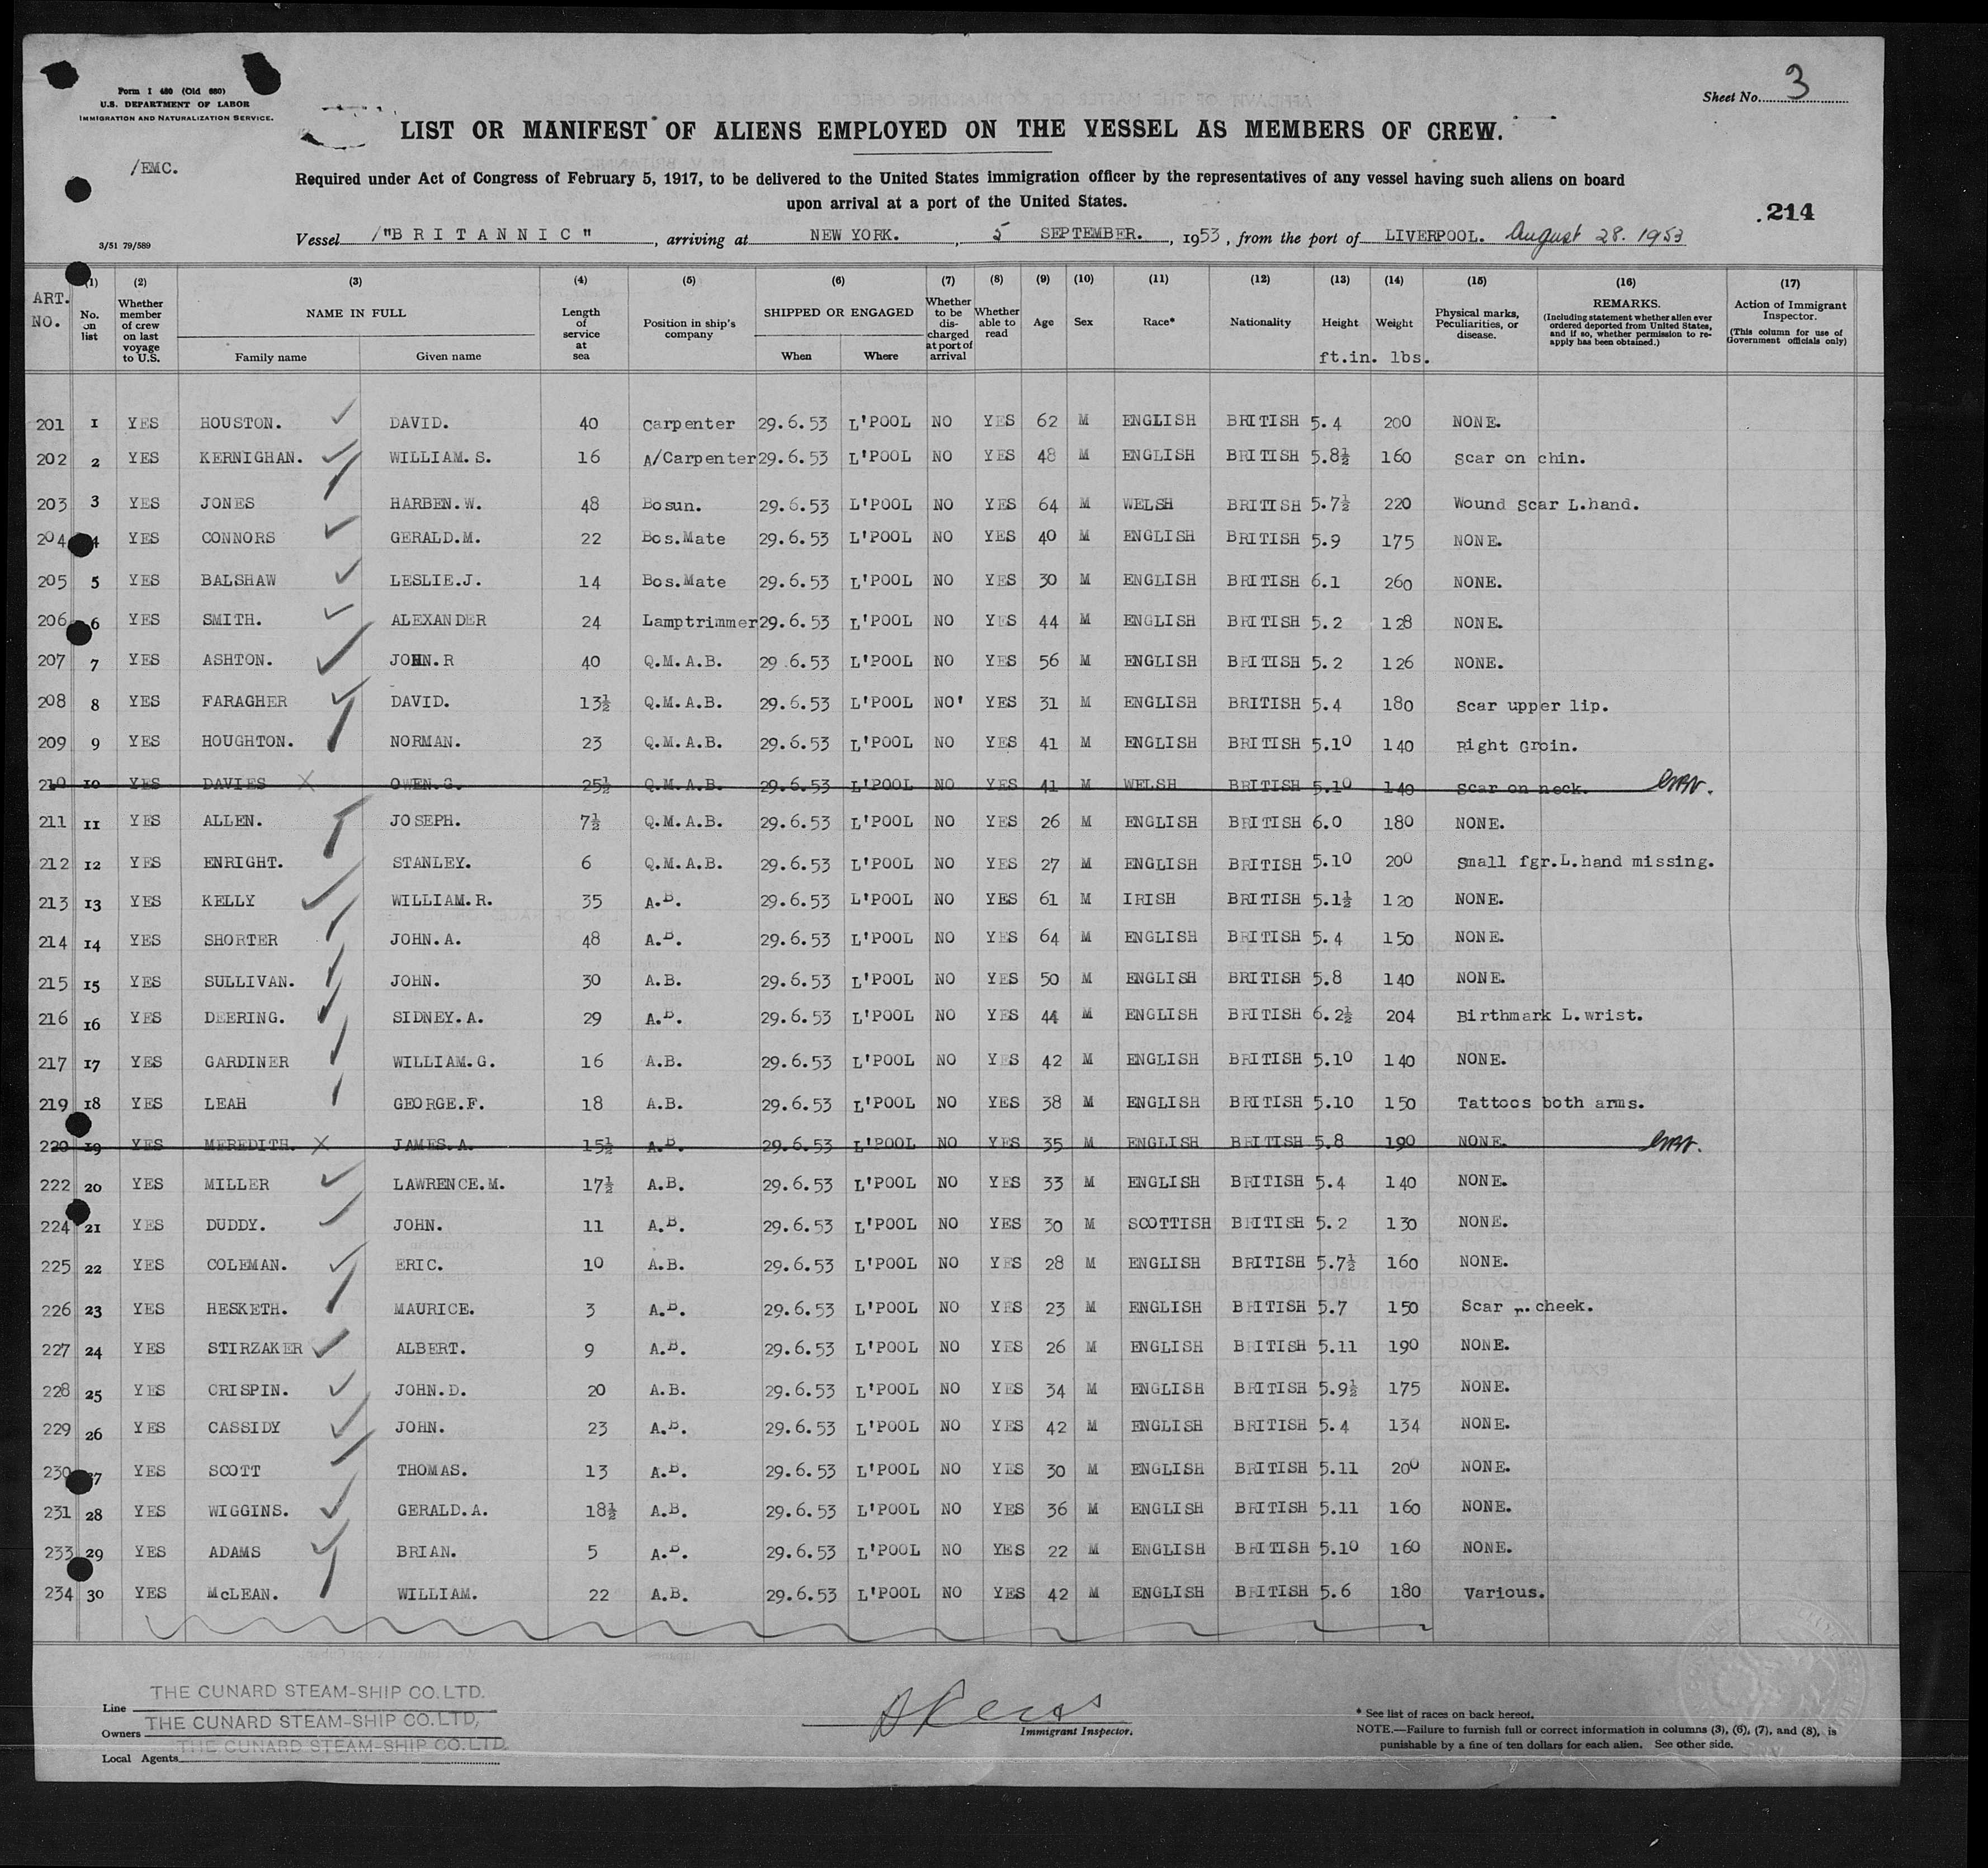 Form I 480 (Old 680)
U.S. DEPARTMENT OF LABOR
IMMIGRATION AND NATURALIZATION SERVICE.
Sheet No. 3
LIST OR MANIFEST OF ALIENS EMPLOYED ON THE VESSEL AS MEMBERS OF CREW.
/EMC.
Required under Act of Congress of February 5, 1917, to be delivered to the United States immigration officer by the representatives of any vessel having such aliens on board
upon arrival at a port of the United States.
214
3/51 79/589
Vessel /"BRITANNIC", arriving at NEW YORK., 5 SEPTEMBER., 1953, from the port of LIVERPOOL. August 28. 1953
ART. NO. (1) No. on list (2) Whether member of crew on last voyage to U.S. (3) NAME IN FULL Family name Given name (4) Length of service at sea (5) Position in ship's company (6) SHIPPED OR ENGAGED When Where (7) Whether to be discharged at port of arrival (8) Whether able to read (9) Age (10) Sex (11) Race* (12) Nationality (13) Height ft.in. (14) Weight lbs. (15) Physical marks, Peculiarities, or disease. (16) REMARKS. (Including statement whether alien ever ordered deported from United States, and if so, whether permission to re-apply has been obtained.) (17) Action of Immigrant Inspector. (This column for use of Government officials only)
201 1 YES HOUSTON. DAVID. 40 Carpenter 29.6.53 L'POOL NO YES 62 M ENGLISH BRITISH 5.4 200 NONE.
202 2 YES KERNIGHAN. WILLIAM.S. 16 A/Carpenter 29.6.53 L'POOL NO YES 48 M ENGLISH BRITISH 5.8½ 160 Scar on chin.
203 3 YES JONES HARBEN.W. 48 Bosun. 29.6.53 L'POOL NO YES 64 M WELSH BRITISH 5.7½ 220 Wound Scar L.hand.
204 4 YES CONNORS GERALD.M. 22 Bos.Mate 29.6.53 L'POOL NO YES 40 M ENGLISH BRITISH 5.9 175 NONE.
205 5 YES BALSHAW LESLIE.J. 14 Bos.Mate 29.6.53 L'POOL NO YES 30 M ENGLISH BRITISH 6.1 260 NONE.
206 6 YES SMITH. ALEXANDER 24 Lamptrimmer 29.6.53 L'POOL NO YES 44 M ENGLISH BRITISH 5.2 128 NONE.
207 7 YES ASHTON. JOHN.R 40 Q.M.A.B. 29.6.53 L'POOL NO YES 56 M ENGLISH BRITISH 5.2 126 NONE.
208 8 YES FARAGHER DAVID. 13½ Q.M.A.B. 29.6.53 L'POOL NO' YES 31 M ENGLISH BRITISH 5.4 180 Scar upper lip.
209 9 YES HOUGHTON. NORMAN. 23 Q.M.A.B. 29.6.53 L'POOL NO YES 41 M ENGLISH BRITISH 5.10 140 Right Groin.
210 10 YES DAVIES X OWEN.G. 25½ Q.M.A.B. 29.6.53 L'POOL NO YES 41 M WELSH BRITISH 5.10 140 Scar on neck.
211 11 YES ALLEN. JOSEPH. 7½ Q.M.A.B. 29.6.53 L'POOL NO YES 26 M ENGLISH BRITISH 6.0 180 NONE.
212 12 YES ENRIGHT. STANLEY. 6 Q.M.A.B. 29.6.53 L'POOL NO YES 27 M ENGLISH BRITISH 5.10 200 Small fgr.L.hand missing.
213 13 YES KELLY WILLIAM.R. 35 A.B. 29.6.53 L'POOL NO YES 61 M IRISH BRITISH 5.1½ 120 NONE.
214 14 YES SHORTER JOHN.A. 48 A.B. 29.6.53 L'POOL NO YES 64 M ENGLISH BRITISH 5.4 150 NONE.
215 15 YES SULLIVAN. JOHN. 30 A.B. 29.6.53 L'POOL NO YES 50 M ENGLISH BRITISH 5.8 140 NONE.
216 16 YES DEERING. SIDNEY.A. 29 A.B. 29.6.53 L'POOL NO YES 44 M ENGLISH BRITISH 6.2½ 204 Birthmark L.wrist.
217 17 YES GARDINER WILLIAM.G. 16 A.B. 29.6.53 L'POOL NO YES 42 M ENGLISH BRITISH 5.10 140 NONE.
219 18 YES LEAH GEORGE.F. 18 A.B. 29.6.53 L'POOL NO YES 38 M ENGLISH BRITISH 5.10 150 Tattoos both arms.
220 19 YES MEREDITH. X JAMES.A. 15½ A.B. 29.6.53 L'POOL NO YES 35 M ENGLISH BRITISH 5.8 190 NONE.
222 20 YES MILLER LAWRENCE.M. 17½ A.B. 29.6.53 L'POOL NO YES 33 M ENGLISH BRITISH 5.4 140 NONE.
224 21 YES DUDDY. JOHN. 11 A.B. 29.6.53 L'POOL NO YES 30 M SCOTTISH BRITISH 5.2 130 NONE.
225 22 YES COLEMAN. ERIC. 10 A.B. 29.6.53 L'POOL NO YES 28 M ENGLISH BRITISH 5.7½ 160 NONE.
226 23 YES HESKETH. MAURICE. 3 A.B. 29.6.53 L'POOL NO YES 23 M ENGLISH BRITISH 5.7 150 Scar cheek.
227 24 YES STIRZAKER ALBERT. 9 A.B. 29.6.53 L'POOL NO YES 26 M ENGLISH BRITISH 5.11 190 NONE.
228 25 YES CRISPIN. JOHN.D. 20 A.B. 29.6.53 L'POOL NO YES 34 M ENGLISH BRITISH 5.9½ 175 NONE.
229 26 YES CASSIDY JOHN. 23 A.B. 29.6.53 L'POOL NO YES 42 M ENGLISH BRITISH 5.4 134 NONE.
230 27 YES SCOTT THOMAS. 13 A.B. 29.6.53 L'POOL NO YES 30 M ENGLISH BRITISH 5.11 200 NONE.
231 28 YES WIGGINS. GERALD.A. 18½ A.B. 29.6.53 L'POOL NO YES 36 M ENGLISH BRITISH 5.11 160 NONE.
233 29 YES ADAMS BRIAN. 5 A.B. 29.6.53 L'POOL NO YES 22 M ENGLISH BRITISH 5.10 160 NONE.
234 30 YES McLEAN. WILLIAM. 22 A.B. 29.6.53 L'POOL NO YES 42 M ENGLISH BRITISH 5.6 180 Various.
Line THE CUNARD STEAM-SHIP CO.LTD.
Owners THE CUNARD STEAM-SHIP CO.LTD,
Local Agents THE CUNARD STEAM-SHIP CO.LTD
Immigrant Inspector.
* See list of races on back hereof.
NOTE.—Failure to furnish full or correct information in columns (3), (6), (7), and (8), is
punishable by a fine of ten dollars for each alien. See other side.